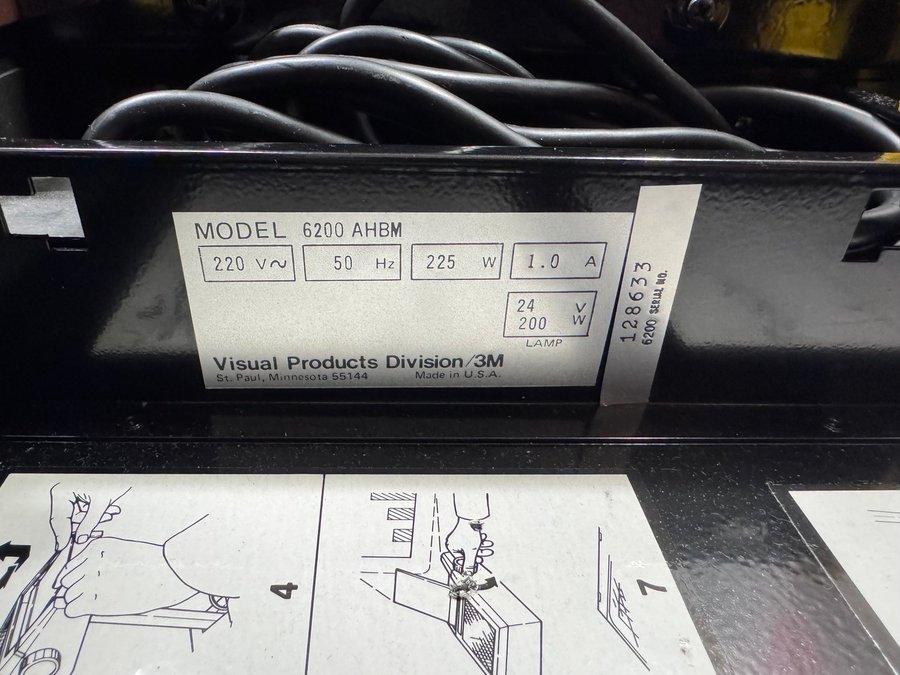 MODEL 6200 AHBM
220 V~ 50 Hz 225 W 1.0 A
24 V
200 W
LAMP
Visual Products Division/3M
St. Paul, Minnesota 55144 Made in U.S.A.
128633
6200 SERIAL NO.
4
7